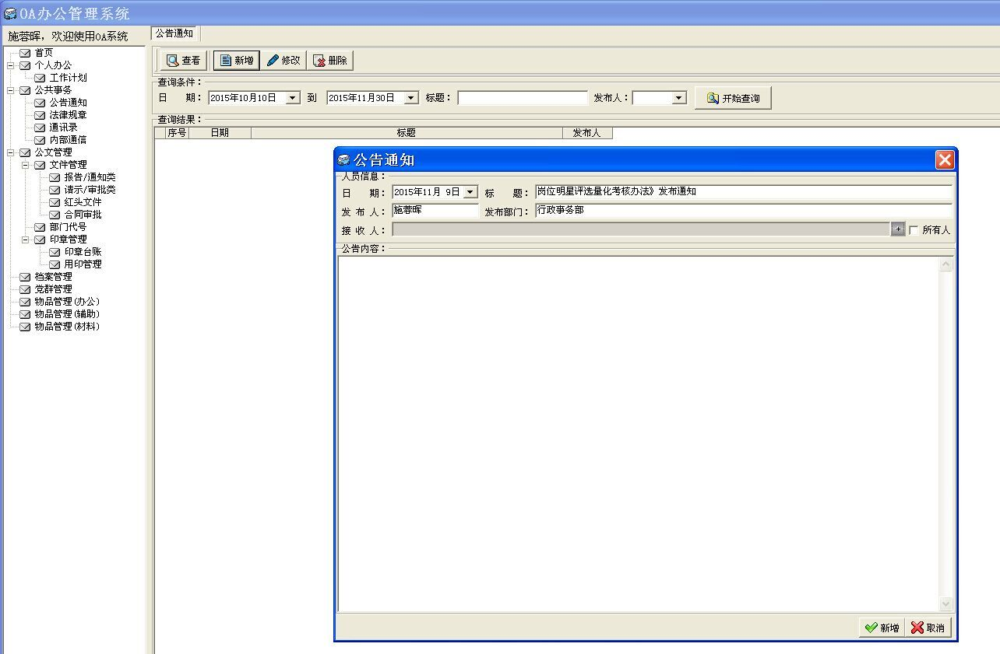 OA办公管理系统
施蓉晖，欢迎使用OA系统
公告通知
首页
个人办公
工作计划
公共事务
公告通知
法律规章
通讯录
内部通信
公文管理
文件管理
报告/通知类
请示/审批类
红头文件
合同审批
部门代号
印章管理
印章台账
用印管理
档案管理
党群管理
物品管理(办公)
物品管理(辅助)
物品管理(材料)
查看 新增 修改 删除
查询条件：
日 期： 2015年10月10日 到 2015年11月30日 标题： 发布人： 开始查询
查询结果：
序号 日期 标题 发布人
公告通知
人员信息：
日 期： 2015年11月 9日 标 题： 岗位明星评选量化考核办法》发布通知
发 布 人： 施蓉晖 发布部门： 行政事务部
接 收 人： + 所有人
公告内容：
新增 取消